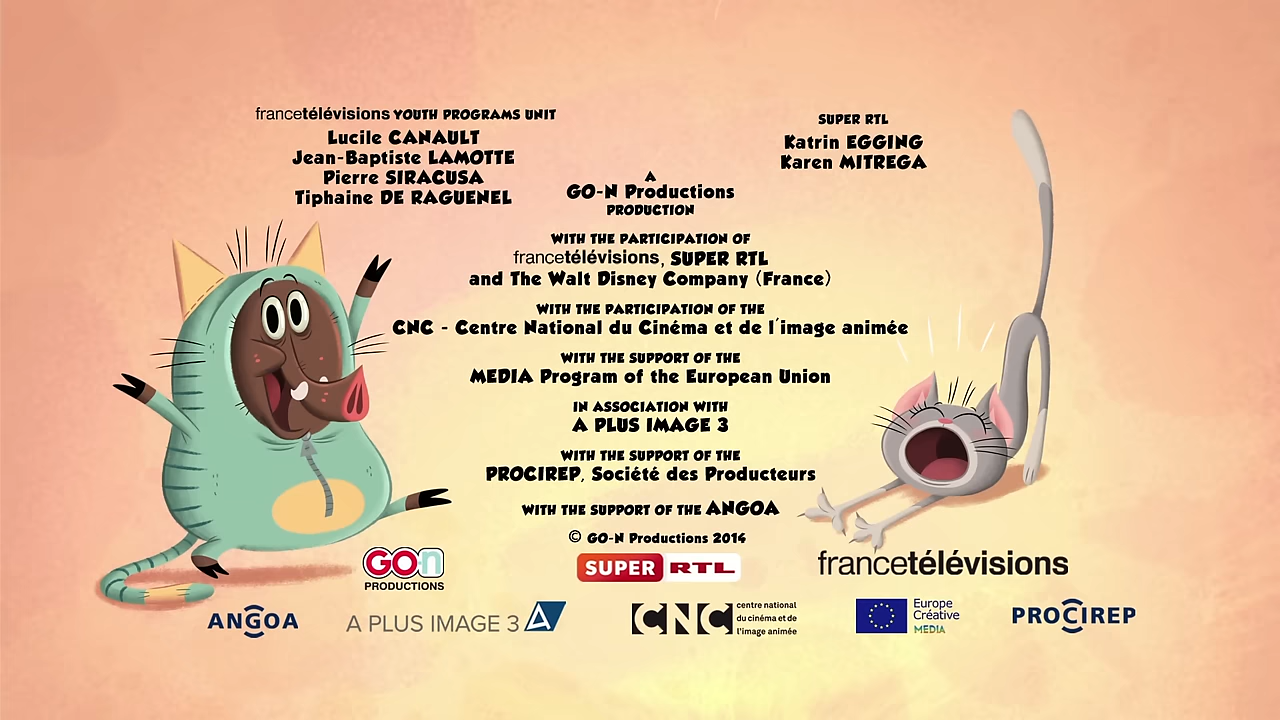 francetélévisions YOUTH PROGRAMS UNIT
Lucile CANAULT
Jean-Baptiste LAMOTTE
Pierre SIRACUSA
Tiphaine DE RAGUENEL
SUPER RTL
Katrin EGGING
Karen MITREGA
A
GO-N Productions
PRODUCTION
WITH THE PARTICIPATION OF
francetélévisions, SUPER RTL
and The Walt Disney Company (France)
WITH THE PARTICIPATION OF THE
CNC - Centre National du Cinéma et de l'image animée
WITH THE SUPPORT OF THE
MEDIA Program of the European Union
IN ASSOCIATION WITH
A PLUS IMAGE 3
WITH THE SUPPORT OF THE
PROCIREP, Société des Producteurs
WITH THE SUPPORT OF THE ANGOA
© GO-N Productions 2014
GO-n
PRODUCTIONS
SUPER RTL
francetélévisions
ANGOA
A PLUS IMAGE 3
CNC
centre national
du cinéma et de
l'image animée
Europe
Créative
MEDIA
PROCIREP